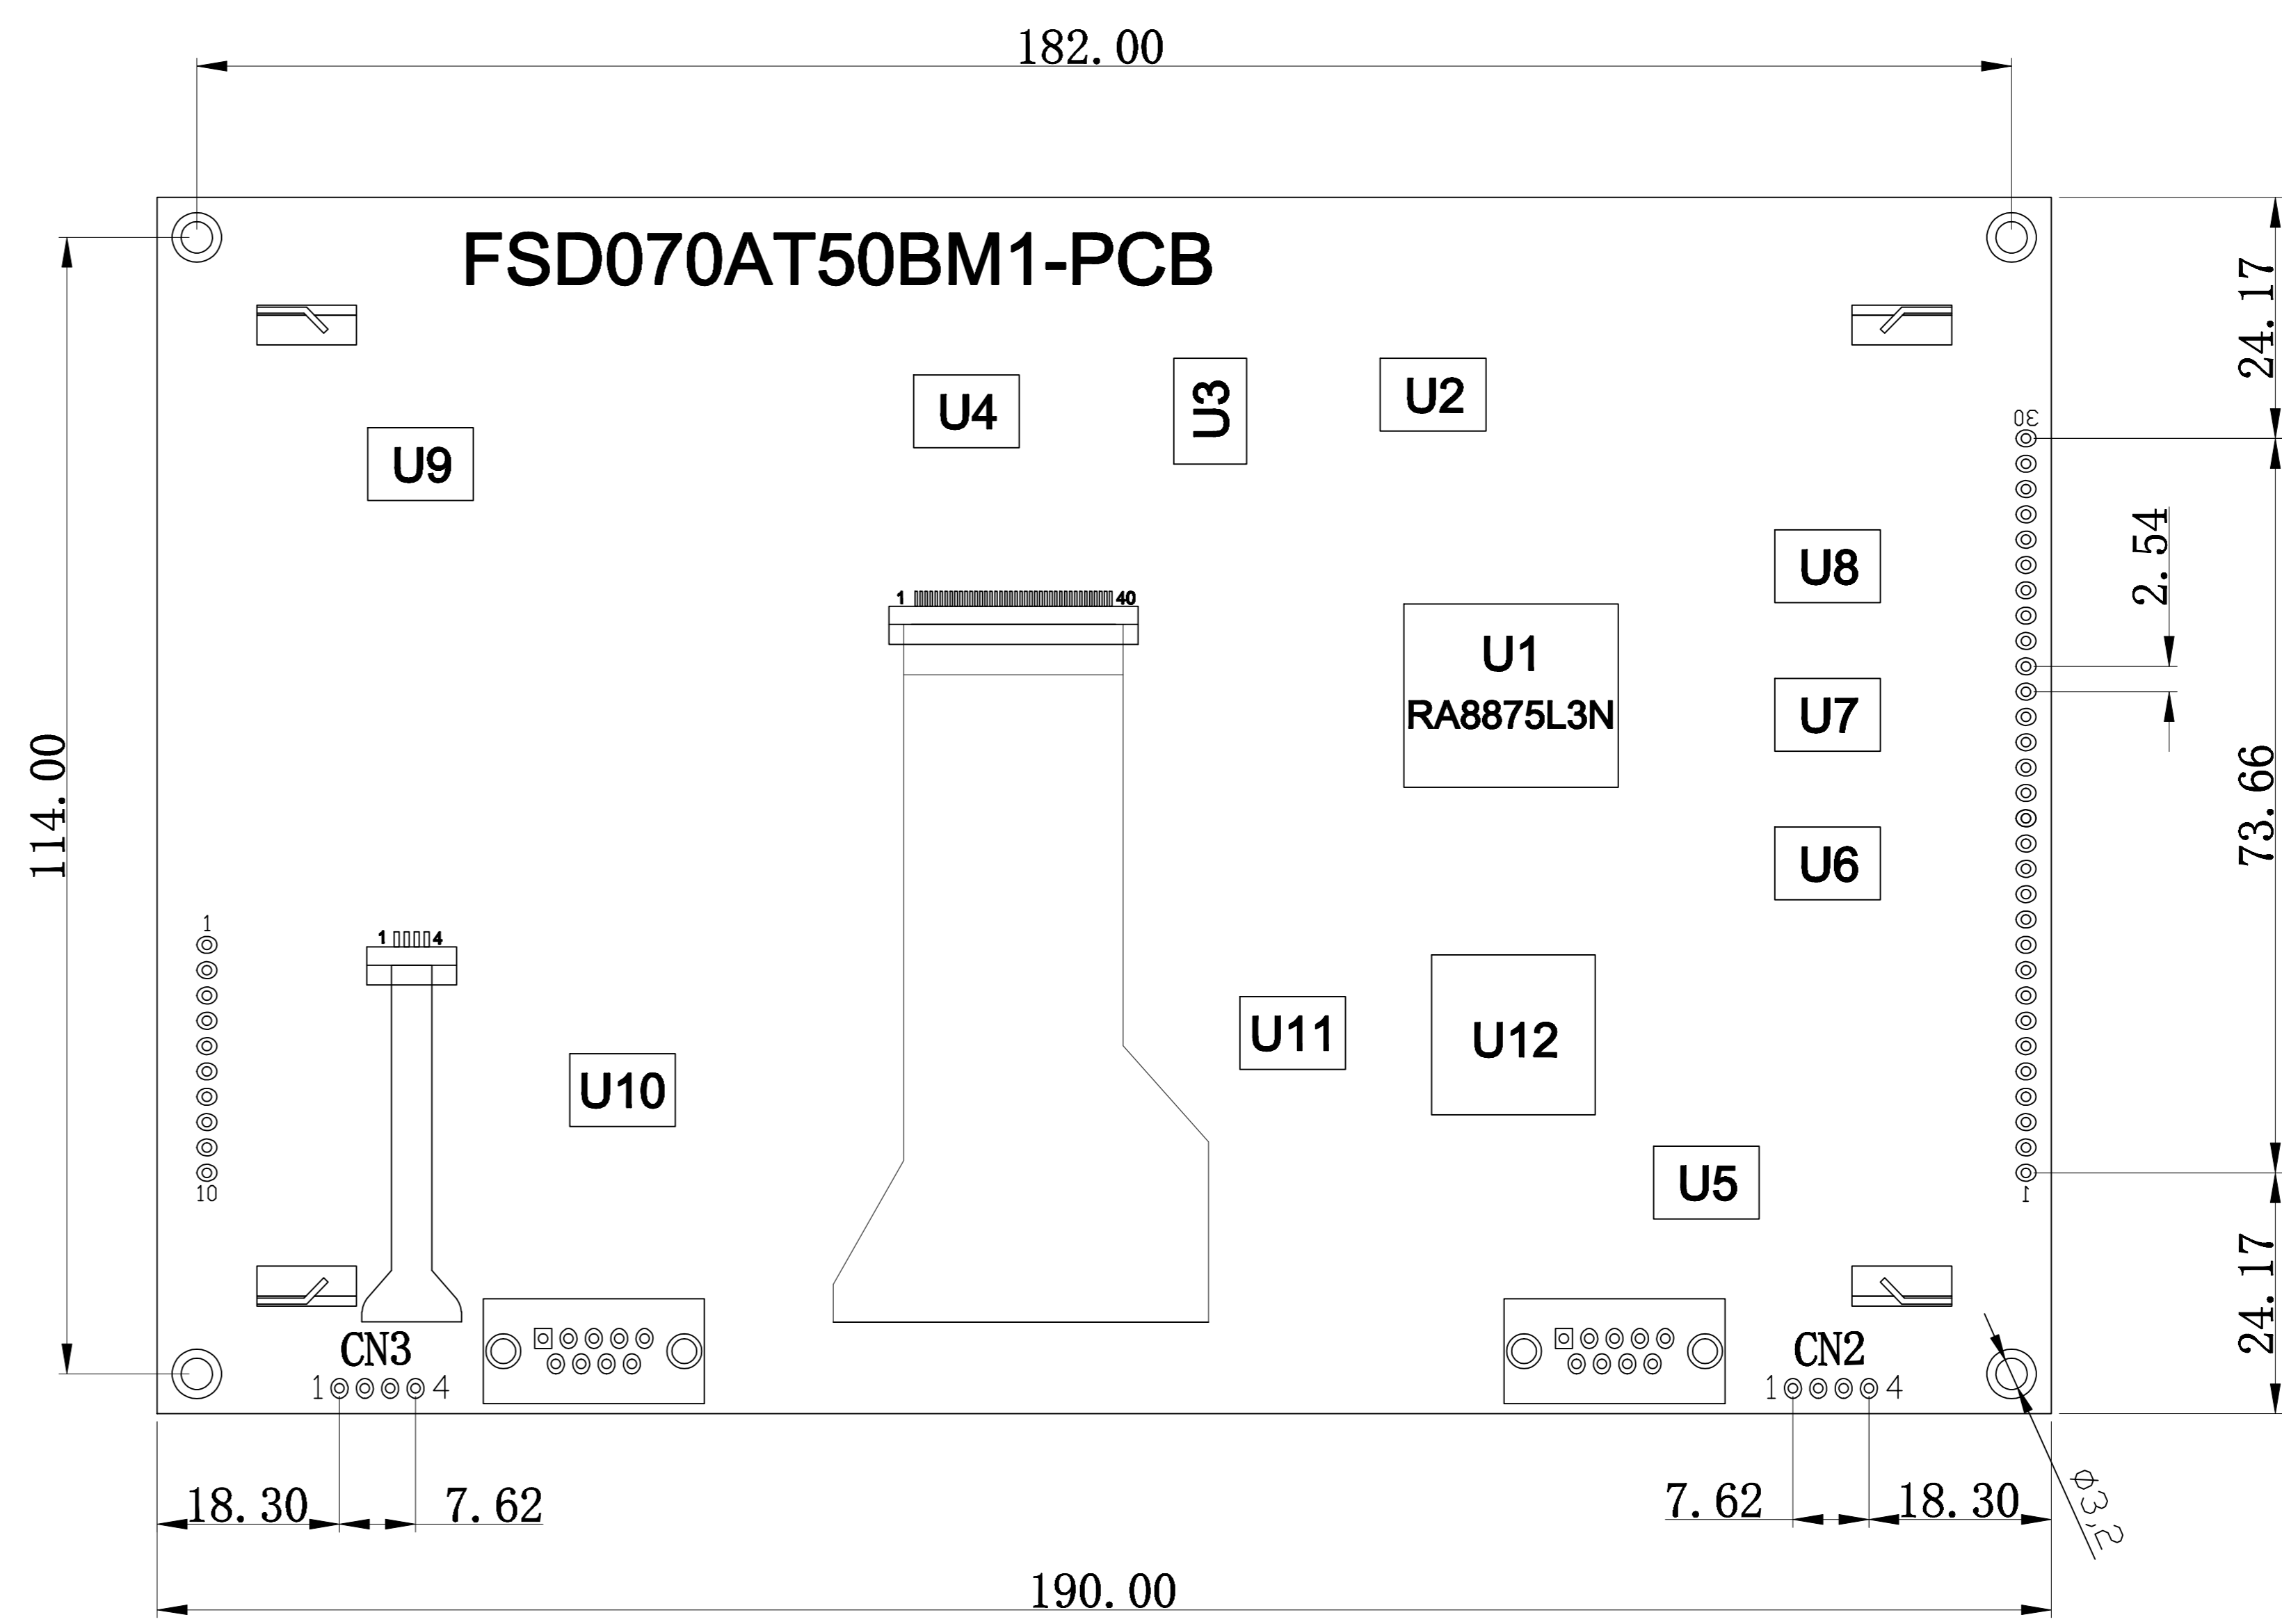 182.00
FSD070AT50BM1-PCB
24.17
U4
U3
U2
U9
30
2.54
U8
1 40
U1
RA8875L3N
U7
114.00
73.66
U6
1
1 4
U11
U12
U10
U5
10
1
24.17
CN3
1 4
CN2
1 4
18.30
7.62
7.62
18.30
ø3.2
190.00